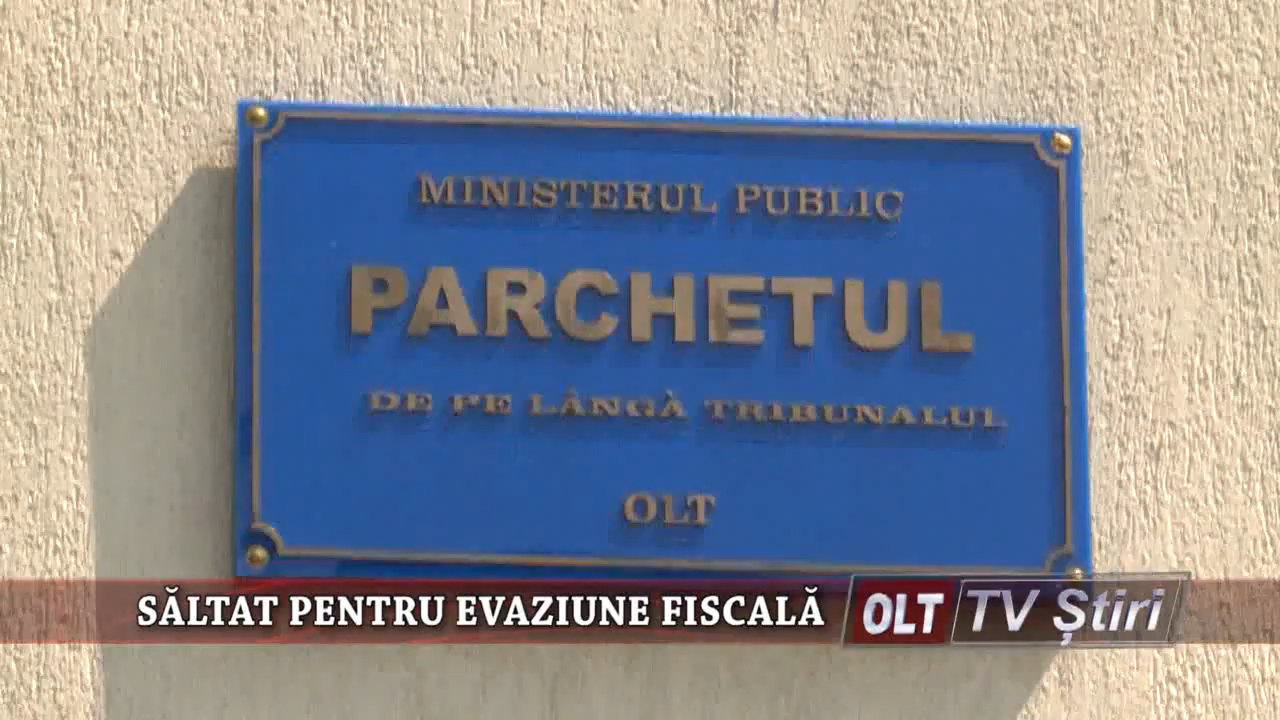 MINISTERUL PUBLIC
PARCHETUL
DE PE LÂNGĂ TRIBUNALUL
OLT
SĂLTAT PENTRU EVAZIUNE FISCALĂ
OLT TV Știri